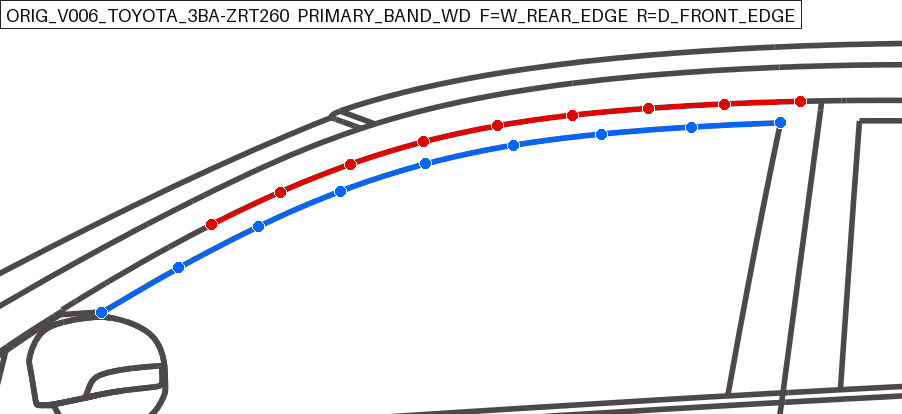 ORIG_V006_TOYOTA_3BA-ZRT260 PRIMARY_BAND_WD F=W_REAR_EDGE R=D_FRONT_EDGE